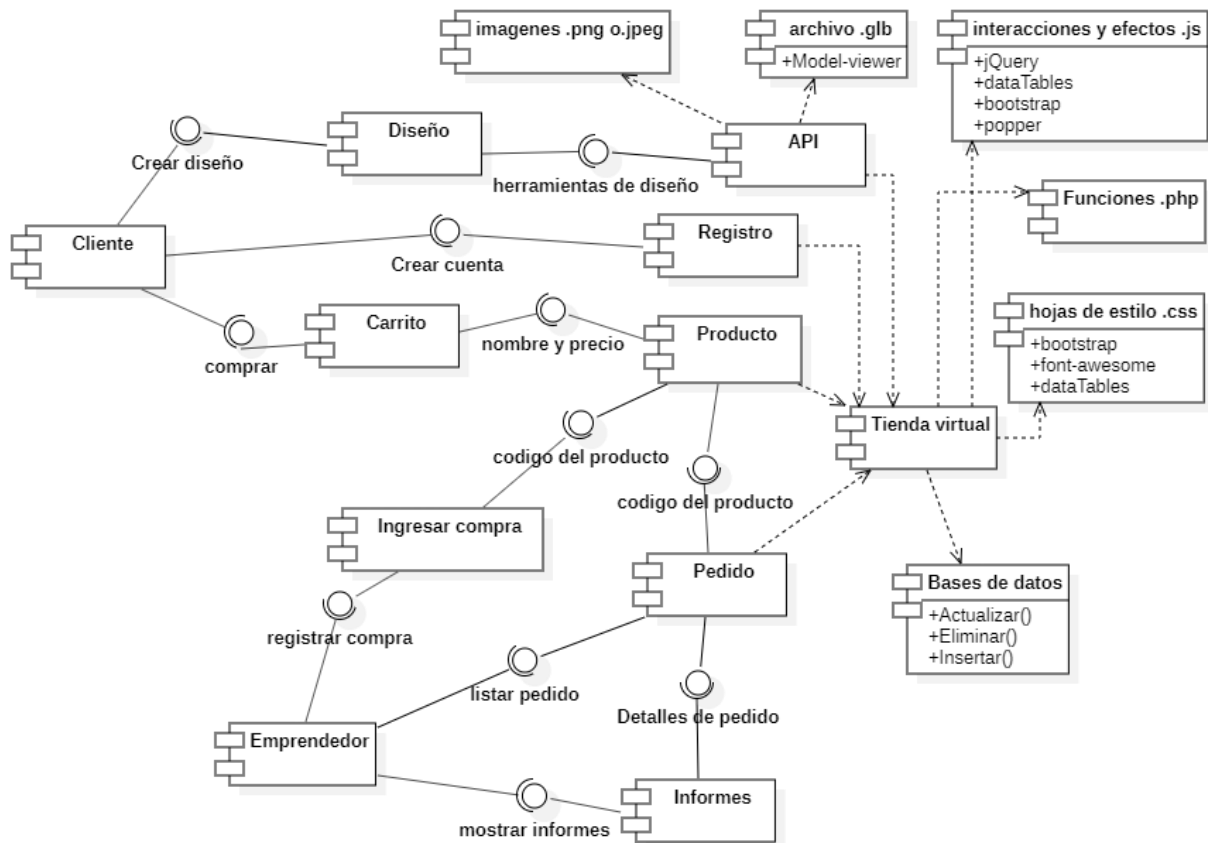 imagenes .png o.jpeg
archivo .glb
+Model-viewer
interacciones y efectos .js
+jQuery
+dataTables
+bootstrap
+popper
Diseño
API
Crear diseño
herramientas de diseño
Funciones .php
Cliente
Registro
Crear cuenta
Carrito
Producto
hojas de estilo .css
+bootstrap
+font-awesome
+dataTables
comprar
nombre y precio
Tienda virtual
codigo del producto
codigo del producto
Ingresar compra
Pedido
Bases de datos
+Actualizar()
+Eliminar()
+Insertar()
registrar compra
listar pedido
Detalles de pedido
Emprendedor
Informes
mostrar informes